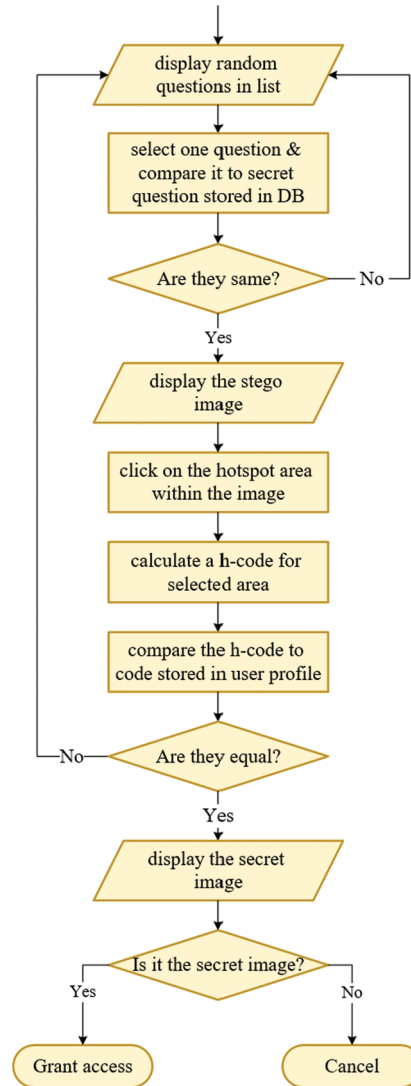 display random
questions in list
select one question &
compare it to secret
question stored in DB
Are they same?
No
Yes
display the stego
image
click on the hotspot area
within the image
calculate a h-code for
selected area
compare the h-code to
code stored in user profile
Are they equal?
No
Yes
display the secret
image
Is it the secret image?
Yes
No
Grant access
Cancel